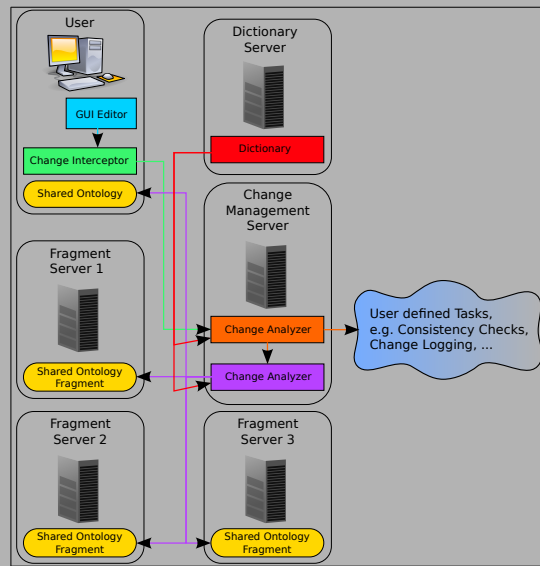 User
GUI Editor
Change Interceptor
Shared Ontology
Dictionary
Server
Dictionary
Change
Management
Server
Change Analyzer
Change Analyzer
User defined Tasks,
e.g. Consistency Checks,
Change Logging, ...
Fragment
Server 1
Shared Ontology
Fragment
Fragment
Server 2
Shared Ontology
Fragment
Fragment
Server 3
Shared Ontology
Fragment